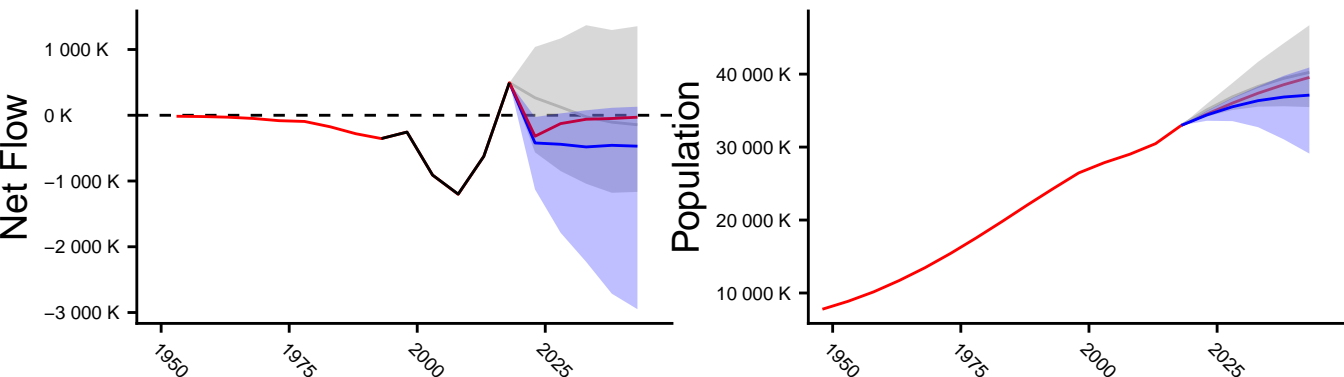 Net Flow
1 000 K
0 K
−1 000 K
−2 000 K
−3 000 K
1950
1975
2000
2025
Population
40 000 K
30 000 K
20 000 K
10 000 K
1950
1975
2000
2025